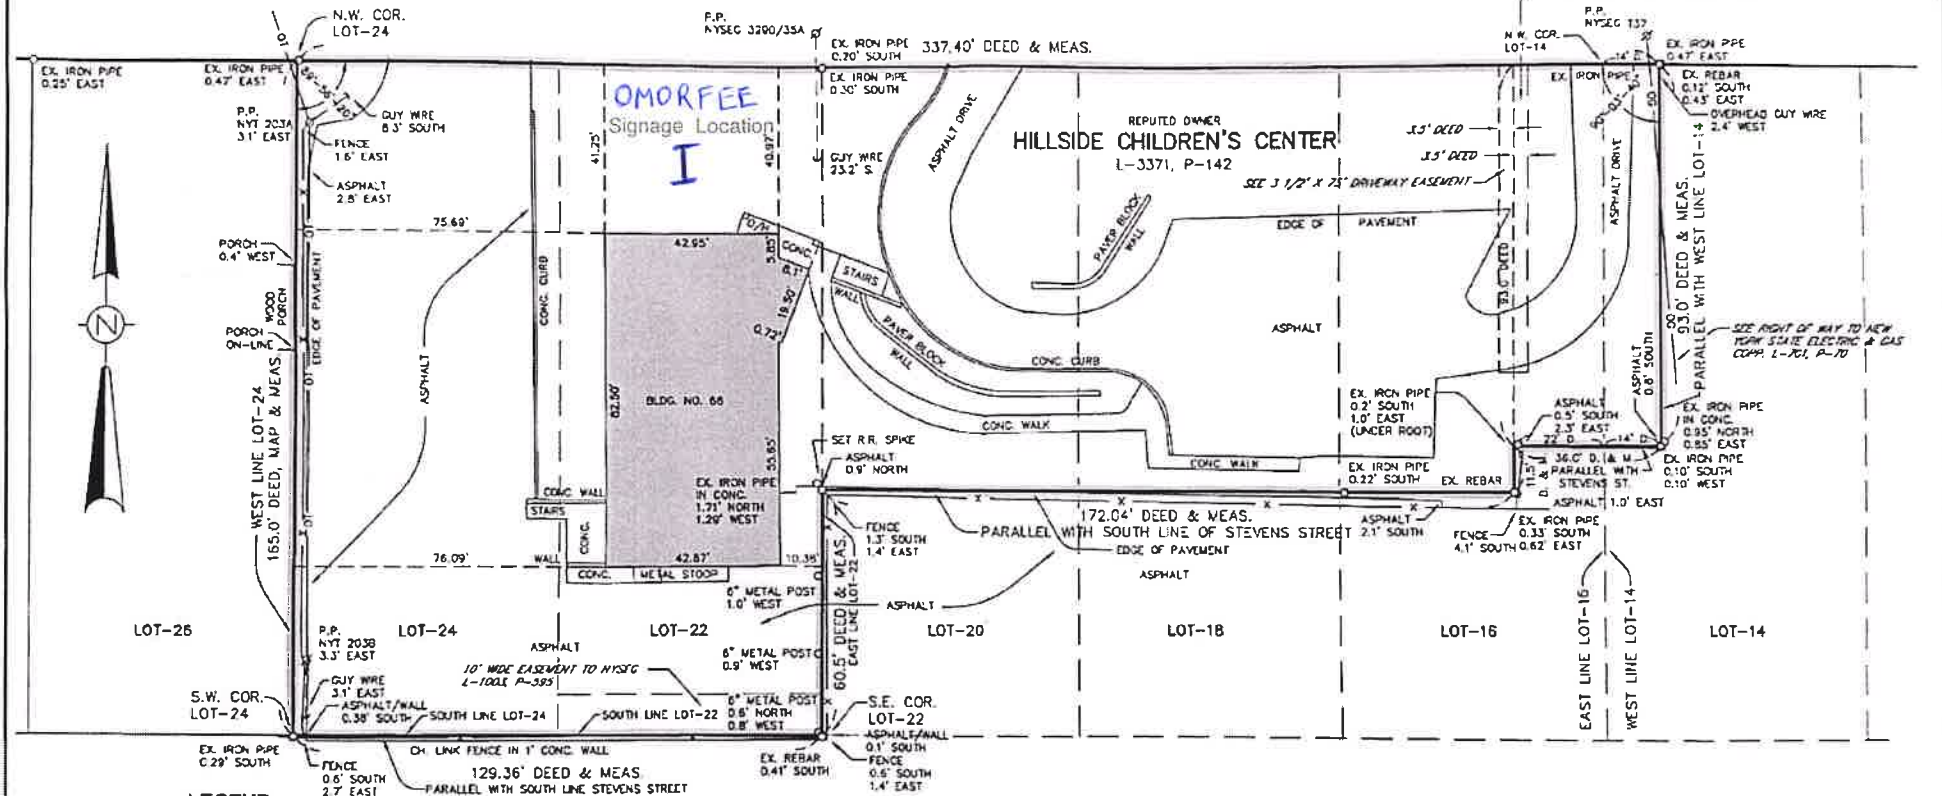 N.W. COR.
LOT-24
P.P.
NYSEG 3290/35A
EX. IRON PIPE
0.20' SOUTH
337.40' DEED & MEAS.
P.P.
NYSEG T37
N.W. COR.
LOT-14
14' D.
EX. IRON PIPE
0.47' EAST
EX. IRON PIPE
0.25' EAST
EX. IRON PIPE
0.47' EAST
EX. IRON PIPE
0.30' SOUTH
EX. IRON PIPE
EX. REBAR
0.12' SOUTH
0.43' EAST
OVERHEAD GUY WIRE
2.4' WEST
P.P.
NYT 203A
3.1' EAST
GUY WIRE
8.3' SOUTH
FENCE
1.6' EAST
ASPHALT
2.8' EAST
OMORFEE
Signage Location
I
41.25'
40.97'
GUY WIRE
23.2' S.
ASPHALT DRIVE
REPUTED OWNER
HILLSIDE CHILDREN'S CENTER
L-3371, P-142
3.5' DEED
3.5' DEED
SEE 3 1/2' X 75' DRIVEWAY EASEMENT
ASPHALT DRIVE
93.0' DEED & MEAS.
PARALLEL WITH WEST LINE LOT-14
75.69'
PORCH
0.4' WEST
WOOD
PORCH
PORCH
ON-LINE
EDGE OF PAVEMENT
CONC. CURB
ASPHALT
42.95'
5.85'
O/H
CONC.
8.1'
19.50'
0.72'
STAIRS
WALL
PAVER BLOCK
WALL
PAVER BLOCK
WALL
EDGE OF PAVEMENT
93.0' DEED
ASPHALT
CONC. CURB
SEE RIGHT OF WAY TO NEW
YORK STATE ELECTRIC & GAS
CORP. L-701, P-70
N
WEST LINE LOT-24
165.0' DEED, MAP & MEAS.
82.50'
BLDG. NO. 66
55.65'
CONC. WALK
CONC. WALK
SET R.R. SPIKE
ASPHALT
0.9' NORTH
EX. IRON PIPE
IN CONC.
1.71' NORTH
1.29' WEST
EX. IRON PIPE
0.2' SOUTH
1.0' EAST
(UNDER ROOT)
EX. IRON PIPE
0.22' SOUTH
EX. REBAR
ASPHALT
0.5' SOUTH
2.3' EAST
22' D.
14' D.
36.0' D. & M.
PARALLEL WITH
STEVENS ST.
11.5'
D. & M.
ASPHALT
0.8' SOUTH
EX. IRON PIPE
IN CONC.
0.95' NORTH
0.85' EAST
EX. IRON PIPE
0.10' SOUTH
0.10' WEST
ASPHALT 1.0' EAST
CONC. WALL
STAIRS
CONC.
WALL
76.09'
42.87'
10.36'
CONC.
METAL STOOP
FENCE
1.3' SOUTH
1.4' EAST
172.04' DEED & MEAS.
PARALLEL WITH SOUTH LINE OF STEVENS STREET
EDGE OF PAVEMENT
ASPHALT
ASPHALT
2.1' SOUTH
FENCE
4.1' SOUTH
EX. IRON PIPE
0.33' SOUTH
0.62' EAST
6" METAL POST
1.0' WEST
ASPHALT
60.5' DEED & MEAS.
EAST LINE LOT-22
EAST LINE LOT-16
WEST LINE LOT-14
LOT-26
LOT-24
LOT-22
LOT-20
LOT-18
LOT-16
LOT-14
P.P.
NYT 203B
3.3' EAST
ASPHALT
10' WIDE EASEMENT TO NYSEG
L-1003, P-595
6" METAL POST
0.9' WEST
GUY WIRE
3.1' EAST
ASPHALT/WALL
0.38' SOUTH
S.W. COR.
LOT-24
SOUTH LINE LOT-24
SOUTH LINE LOT-22
6" METAL POST
0.6' NORTH
0.8' WEST
S.E. COR.
LOT-22
ASPHALT/WALL
0.1' SOUTH
FENCE
0.6' SOUTH
1.4' EAST
EX. IRON PIPE
0.29' SOUTH
FENCE
0.6' SOUTH
2.7' EAST
CH. LINK FENCE IN 1' CONC. WALL
129.36' DEED & MEAS.
PARALLEL WITH SOUTH LINE STEVENS STREET
EX. REBAR
0.41' SOUTH
LEGEND